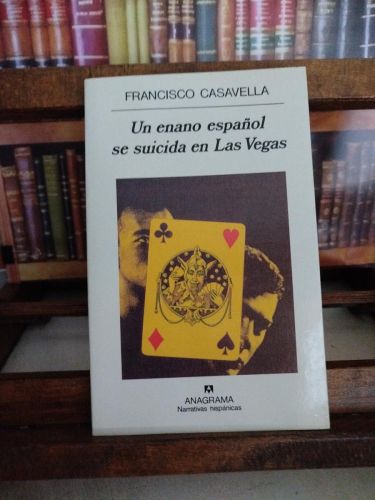 FRANCISCO CASAVELLA
Un enano español
se suicida en Las Vegas
ANAGRAMA
Narrativas hispánicas